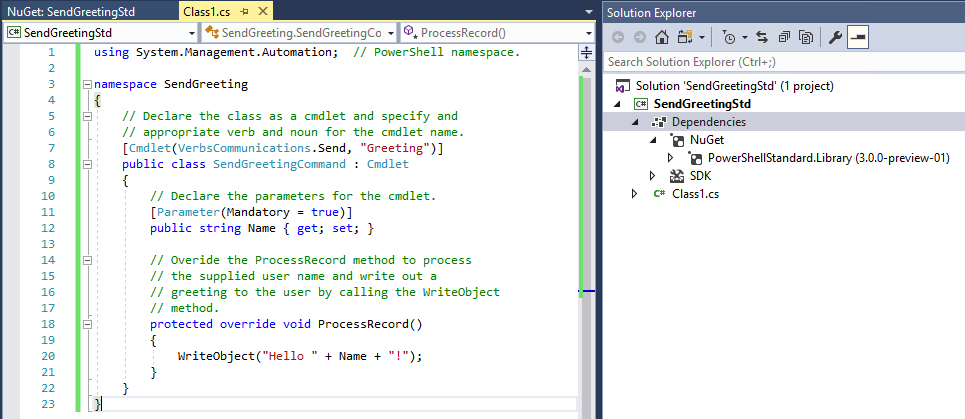 NuGet: SendGreetingStd
Class1.cs
SendGreetingStd
SendGreeting.SendGreetingCo
ProcessRecord()
1 using System.Management.Automation;  // PowerShell namespace.
2
3 namespace SendGreeting
4 {
5     // Declare the class as a cmdlet and specify and
6     // appropriate verb and noun for the cmdlet name.
7     [Cmdlet(VerbsCommunications.Send, "Greeting")]
8     public class SendGreetingCommand : Cmdlet
9     {
10         // Declare the parameters for the cmdlet.
11         [Parameter(Mandatory = true)]
12         public string Name { get; set; }
13
14         // Overide the ProcessRecord method to process
15         // the supplied user name and write out a
16         // greeting to the user by calling the WriteObject
17         // method.
18         protected override void ProcessRecord()
19         {
20             WriteObject("Hello " + Name + "!");
21         }
22     }
23 }
Solution Explorer
Search Solution Explorer (Ctrl+;)
Solution 'SendGreetingStd' (1 project)
C# SendGreetingStd
Dependencies
NuGet
PowerShellStandard.Library (3.0.0-preview-01)
SDK
C# Class1.cs